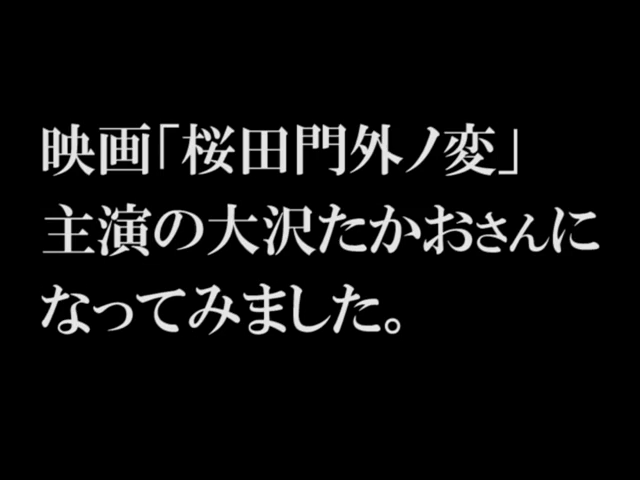 映画「桜田門外ノ変」
主演の大沢たかおさんに
なってみました。